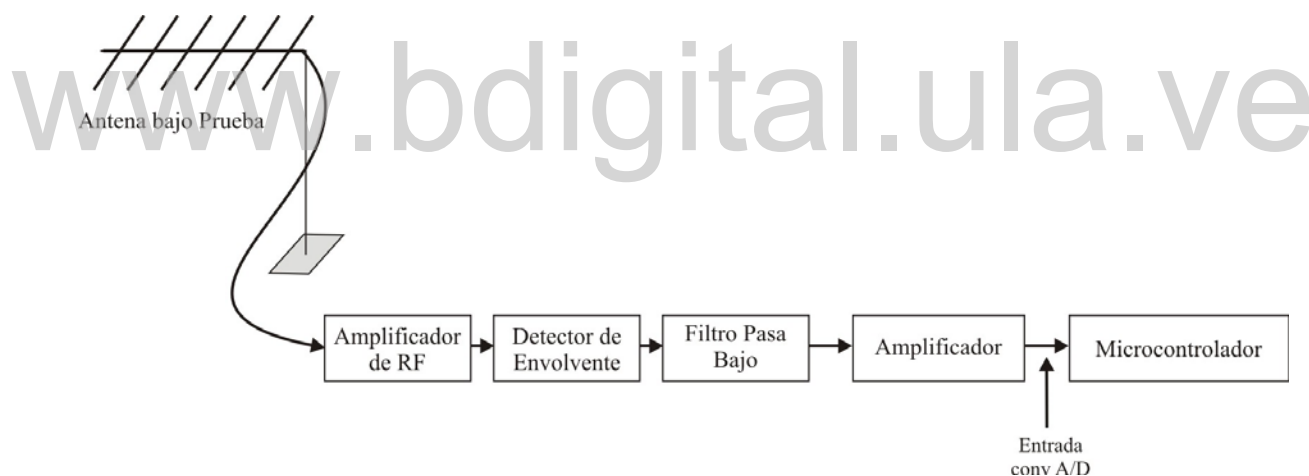 www.bdigital.ula.ve
Antena bajo Prueba
Amplificador
de RF
Detector de
Envolvente
Filtro Pasa
Bajo
Amplificador
Microcontrolador
Entrada
conv A/D